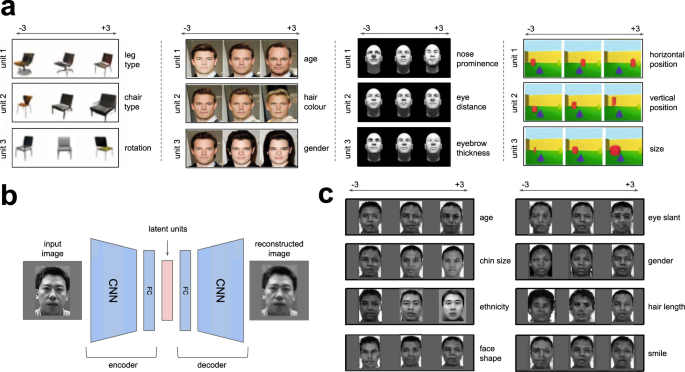 a
-3 +3
-3 +3
-3 +3
-3 +3
unit 1
leg
type
unit 2
chair
type
unit 3
rotation
unit 1
age
unit 2
hair
colour
unit 3
gender
unit 1
nose
prominence
unit 2
eye
distance
unit 3
eyebrow
thickness
unit 1
horizontal
position
unit 2
vertical
position
unit 3
size
b
input
image
latent units
reconstructed
image
CNN
FC
FC
CNN
encoder
decoder
c
-3 +3
-3 +3
age
chin size
ethnicity
face
shape
eye slant
gender
hair length
smile